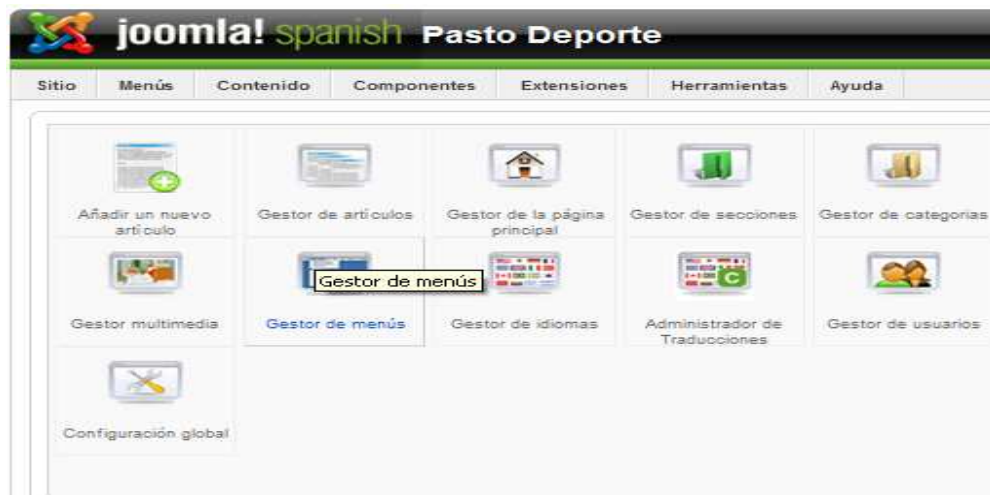 joomla! spanish Pasto Deporte
Sitio Menús Contenido Componentes Extensiones Herramientas Ayuda
Añadir un nuevo artículo
Gestor de artículos
Gestor de la página principal
Gestor de secciones
Gestor de categorias
Gestor de menús
Gestor multimedia
Gestor de menús
Gestor de idiomas
C
Administrador de Traducciones
Gestor de usuarios
Configuración global